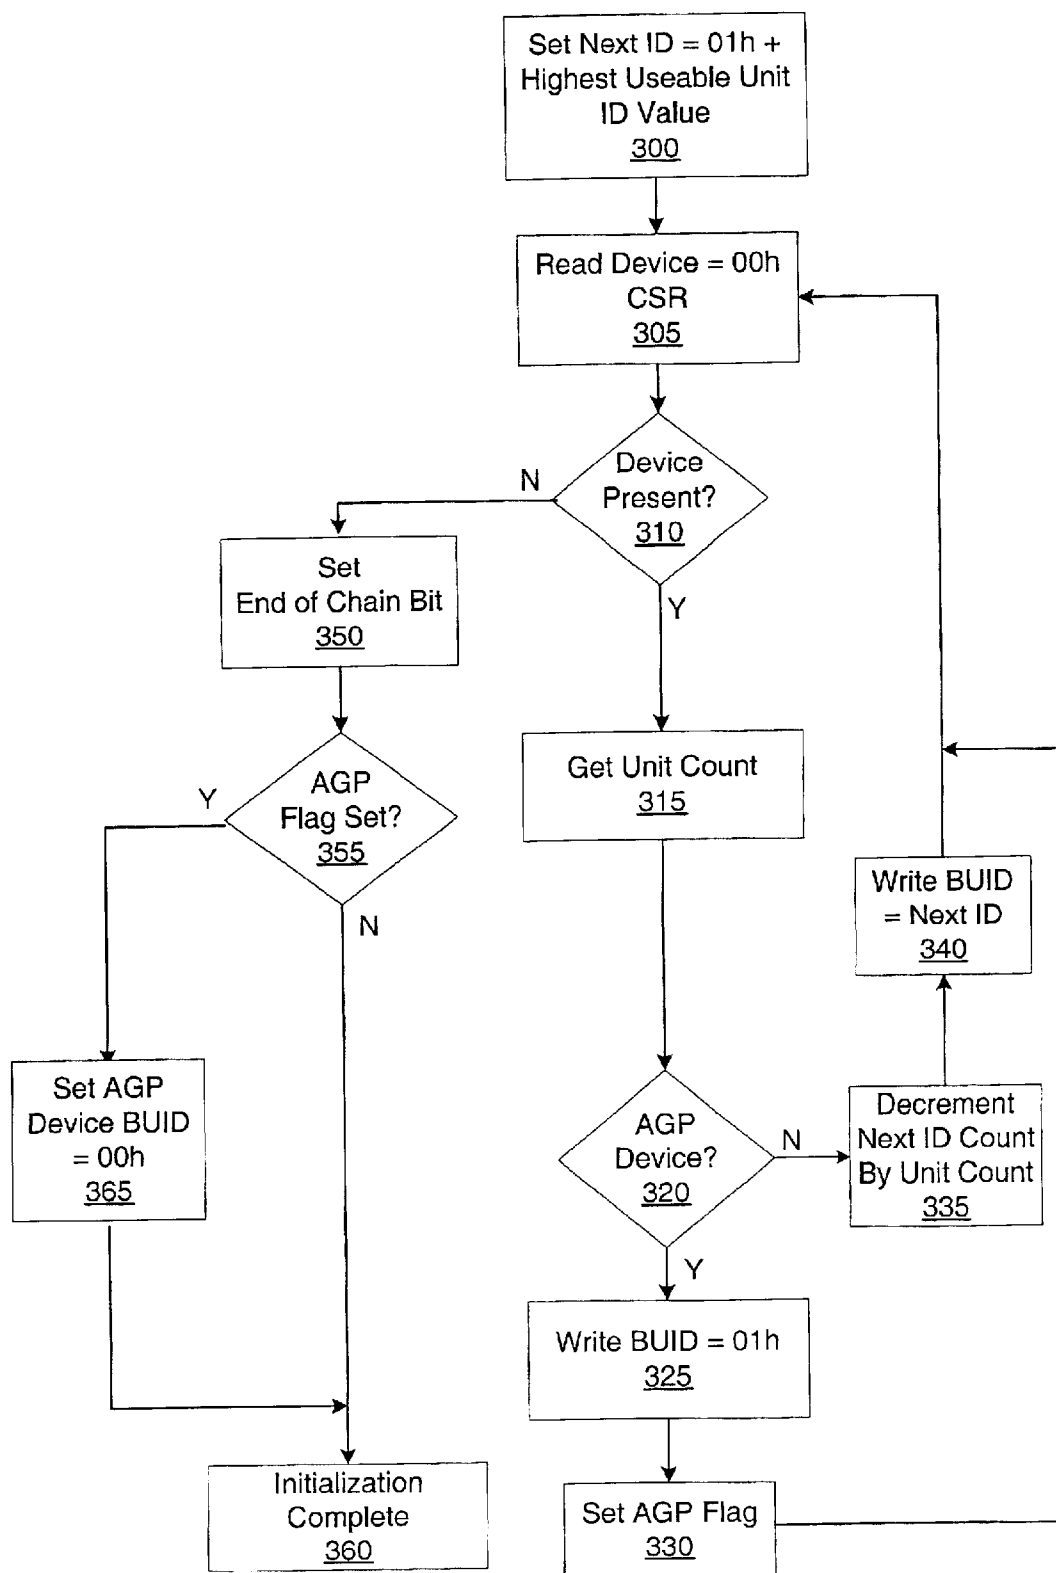 Set Next ID = 01h +
Highest Useable Unit
ID Value
300
Read Device = 00h
CSR
305
Device
Present?
310
N
Y
Set
End of Chain Bit
350
Get Unit Count
315
AGP
Flag Set?
355
Y
N
Write BUID
= Next ID
340
Set AGP
Device BUID
= 00h
365
AGP
Device?
320
N
Y
Decrement
Next ID Count
By Unit Count
335
Write BUID = 01h
325
Initialization
Complete
360
Set AGP Flag
330